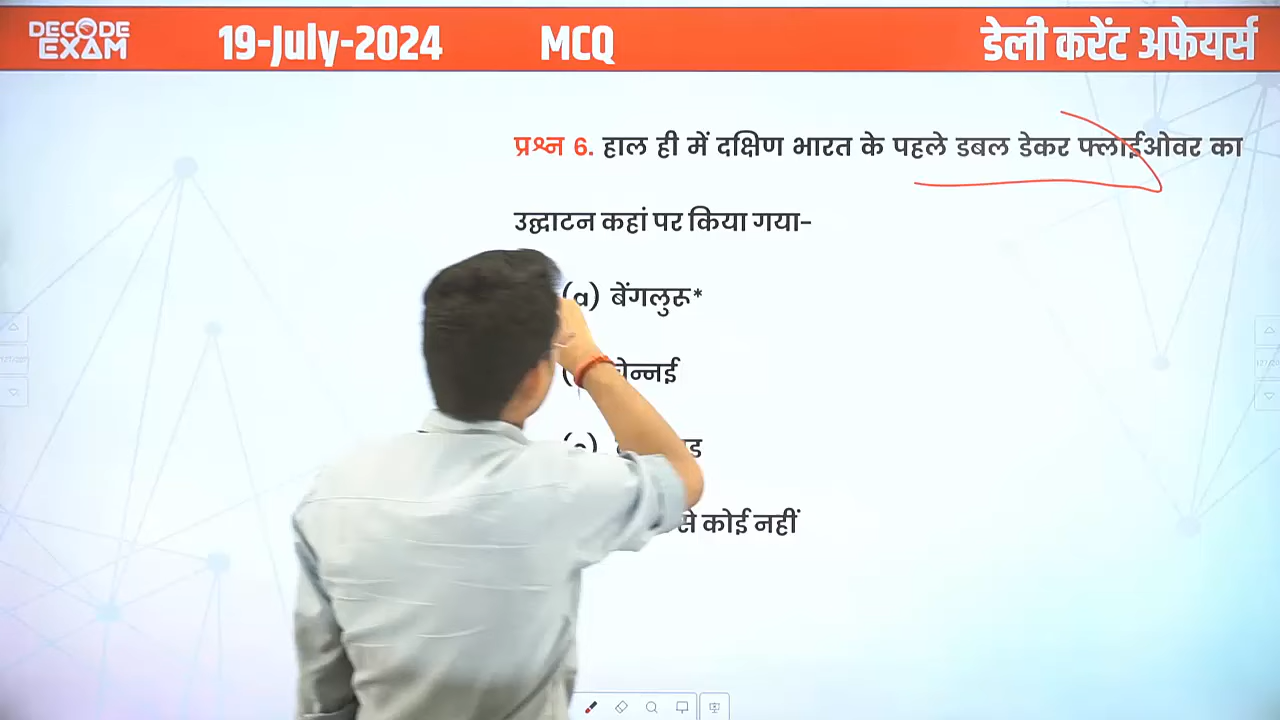 DECODE EXAM
19-July-2024
MCQ
डेली करेंट अफेयर्स
प्रश्न 6. हाल ही में दक्षिण भारत के पहले डबल डेकर फ्लाईओवर का
उद्घाटन कहां पर किया गया-
(a) बेंगलुरू*
चेन्नई
से कोई नहीं